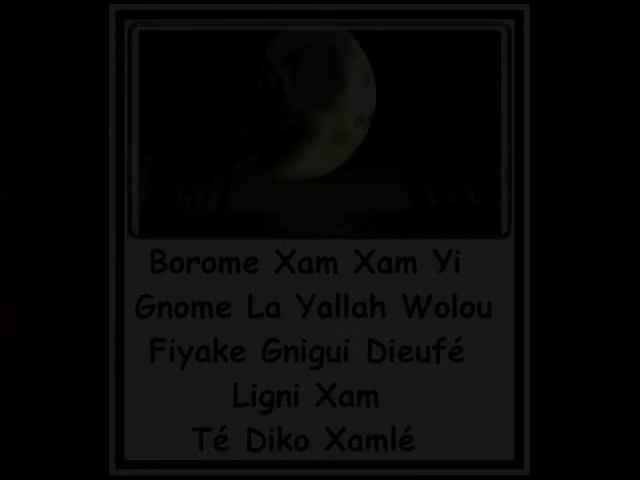 Borome Xam Xam Yi
Gnome La Yallah Wolou
Fiyake Gnigui Dieufé
Ligni Xam
Té Diko Xamlé